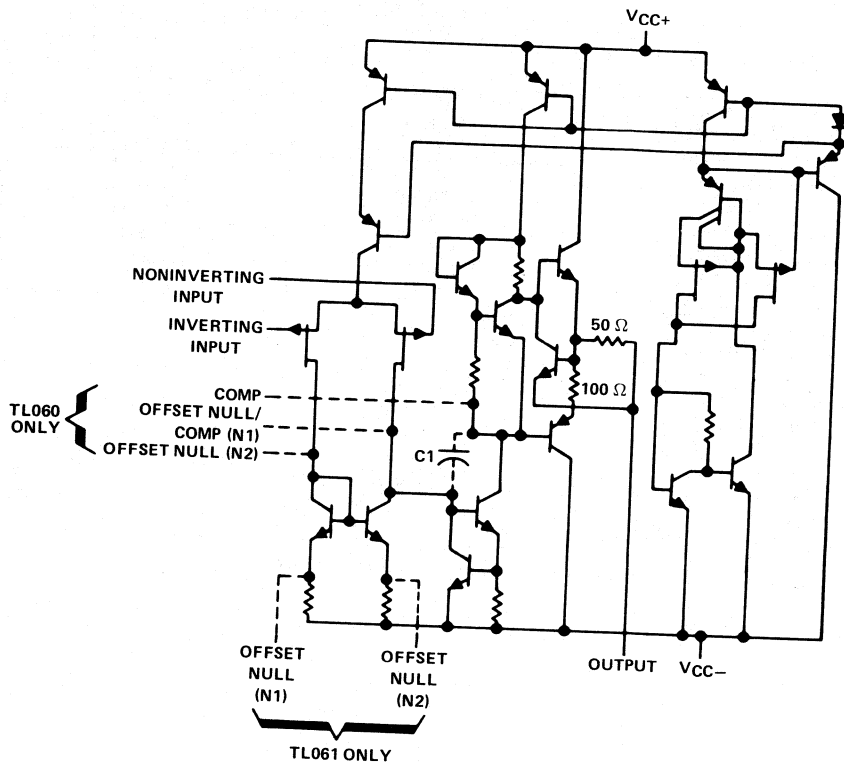 VCC+
NONINVERTING
INPUT
INVERTING
INPUT
50 Ω
100 Ω
TL060
ONLY
COMP
OFFSET NULL/
COMP (N1)
OFFSET NULL (N2)
C1
OFFSET
NULL
(N1)
OFFSET
NULL
(N2)
OUTPUT
VCC−
TL061 ONLY